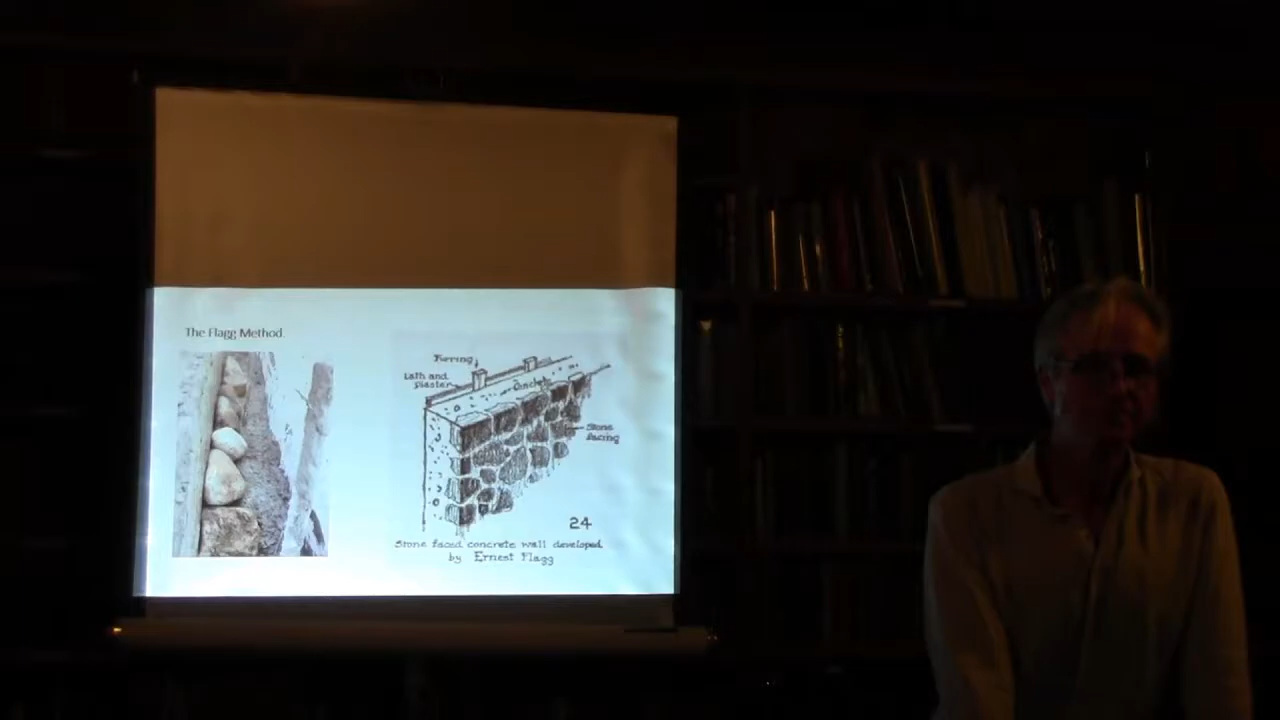 The Flagg Method.
Furring
Lath and
plaster
Concrete
Stone
facing
24
Stone faced concrete wall developed
by Ernest Flagg